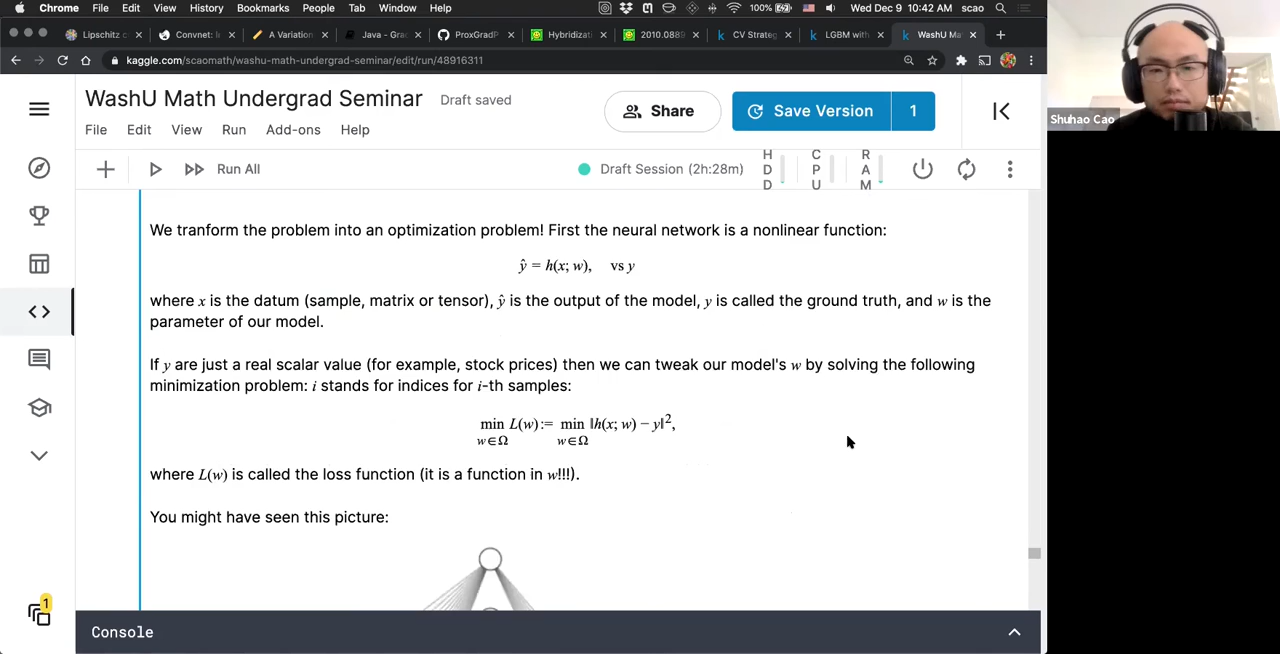 Chrome File Edit View History Bookmarks People Tab Window Help 100% Wed Dec 9 10:42 AM scao
Lipschitz c Convnet: I A Variation Java - Gra ProxGradP Hybridizati 2010.0889 CV Strateg LGBM with WashU Ma
kaggle.com/scaomath/washu-math-undergrad-seminar/edit/run/48916311
WashU Math Undergrad Seminar Draft saved
Share
Save Version 1
File Edit View Run Add-ons Help
Run All
Draft Session (2h:28m)
HDD
CPU
RAM
We tranform the problem into an optimization problem! First the neural network is a nonlinear function:
ŷ = h(x; w), vs y
where x is the datum (sample, matrix or tensor), ŷ is the output of the model, y is called the ground truth, and w is the
parameter of our model.
If y are just a real scalar value (for example, stock prices) then we can tweak our model's w by solving the following
minimization problem: i stands for indices for i-th samples:
min L(w) := min ‖h(x; w) − y‖²,
w∈Ω w∈Ω
where L(w) is called the loss function (it is a function in w!!!).
You might have seen this picture:
1
Console
Shuhao Cao